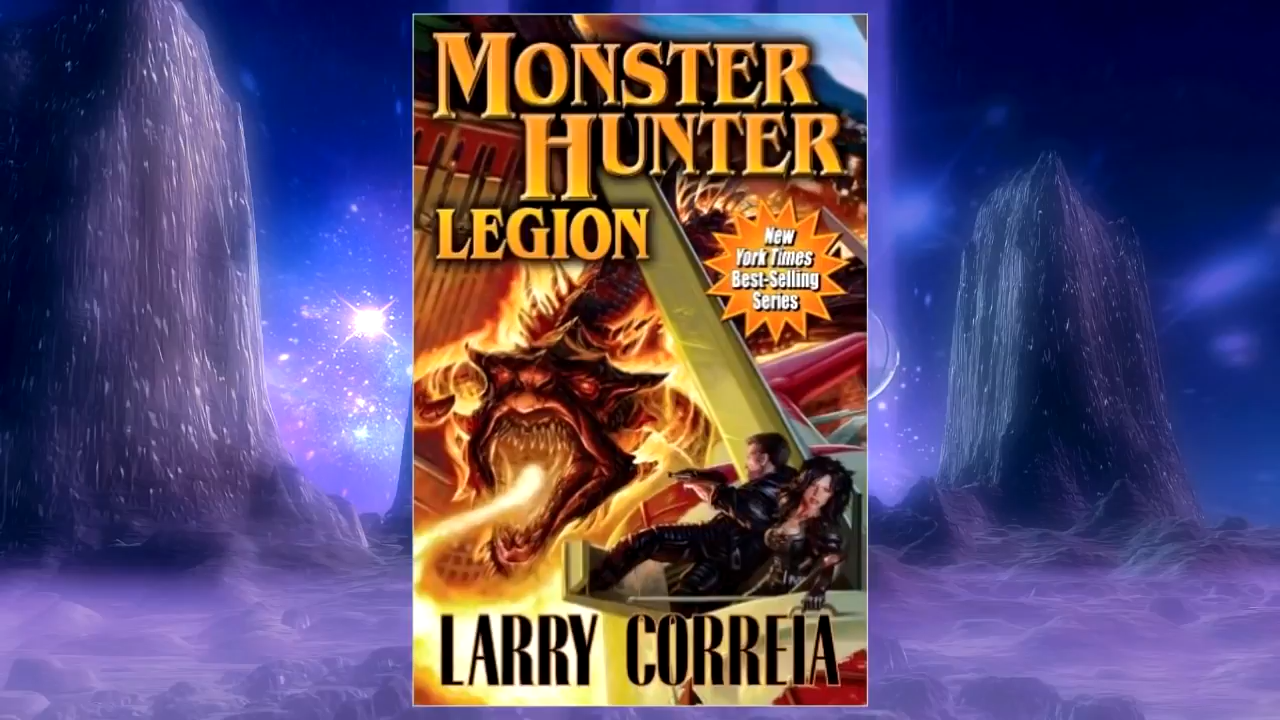 MONSTER
HUNTER
LEGION
New
York Times
Best-Selling
Series
LARRY CORREIA